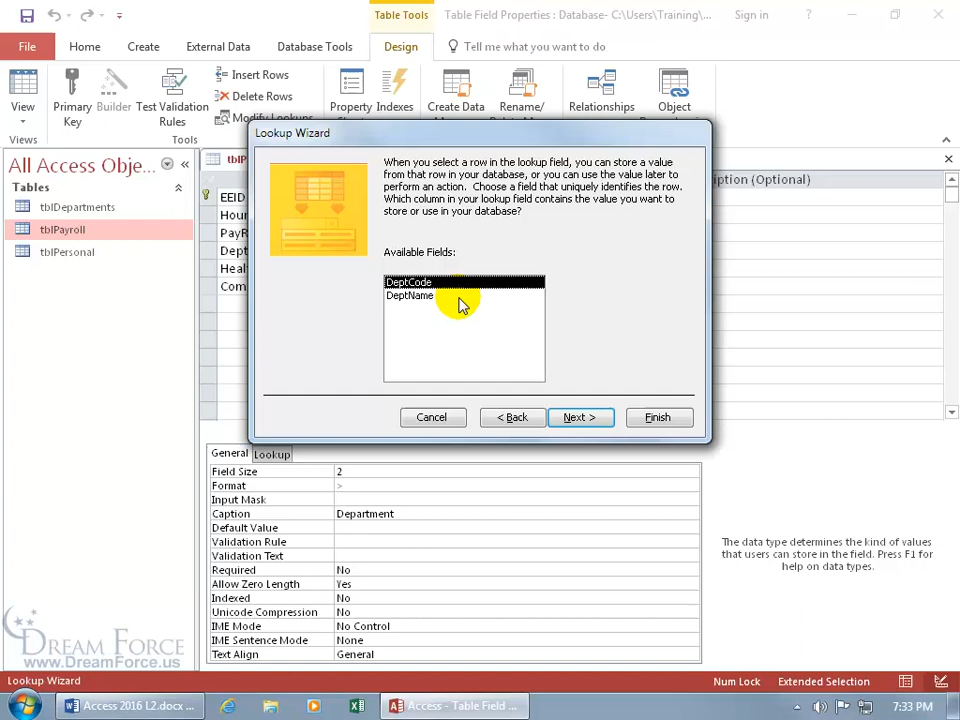 Table Tools
Table Field Properties : Database- C:\Users\Training\...
Sign in
File
Home
Create
External Data
Database Tools
Design
Tell me what you want to do
View
Primary Key
Builder
Test Validation Rules
Insert Rows
Delete Rows
Modify Lookups
Property
Indexes
Create Data
Rename/
Relationships
Object
Views
Tools
All Access Obje...
Tables
tblDepartments
tblPayroll
tblPersonal
EEID
Hour
PayR
Dept
Heal
Com
ption (Optional)
Lookup Wizard
When you select a row in the lookup field, you can store a value
from that row in your database, or you can use the value later to
perform an action. Choose a field that uniquely identifies the row.
Which column in your lookup field contains the value you want to
store or use in your database?
Available Fields:
DeptCode
DeptName
Cancel
< Back
Next >
Finish
General
Lookup
Field Size 2
Format >
Input Mask
Caption Department
Default Value
Validation Rule
Validation Text
Required No
Allow Zero Length Yes
Indexed No
Unicode Compression No
IME Mode No Control
IME Sentence Mode None
Text Align General
The data type determines the kind of values
that users can store in the field. Press F1 for
help on data types.
DREAM FORCE
www.DreamForce.us
Lookup Wizard
Num Lock
Extended Selection
Access 2016 L2.docx ...
Access - Table Field ...
7:33 PM